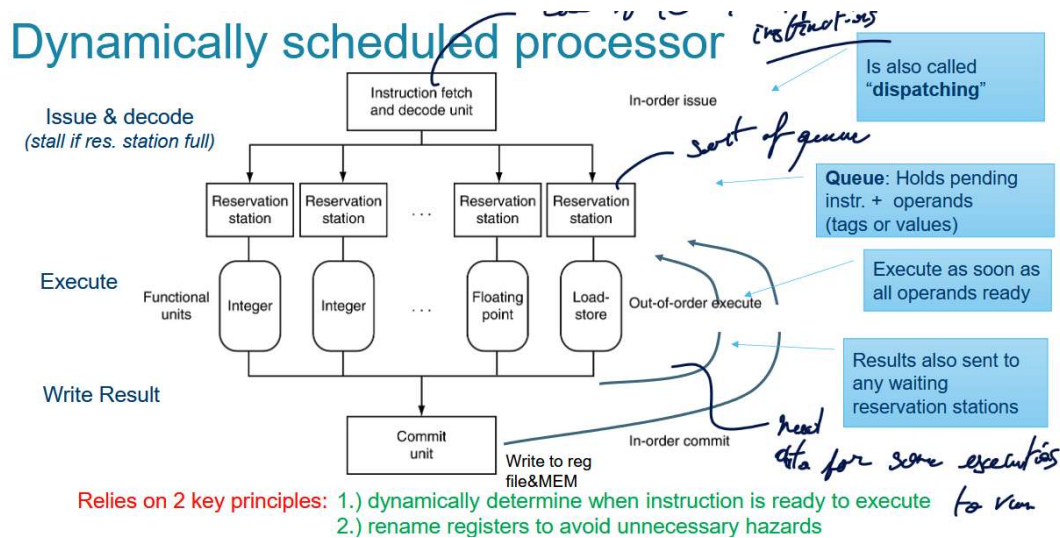 Dynamically scheduled processor
instructions
Is also called
“dispatching”
Issue & decode
(stall if res. station full)
Instruction fetch
and decode unit
In-order issue
sort of queue
Reservation
station
Reservation
station
...
Reservation
station
Reservation
station
Queue: Holds pending
instr. + operands
(tags or values)
Execute
Functional
units
Integer
Integer
...
Floating
point
Load-
store
Out-of-order execute
Execute as soon as
all operands ready
Write Result
Results also sent to
any waiting
reservation stations
Commit
unit
In-order commit
Write to reg
file&MEM
need
data for some executions
to run
Relies on 2 key principles: 1.) dynamically determine when instruction is ready to execute
2.) rename registers to avoid unnecessary hazards